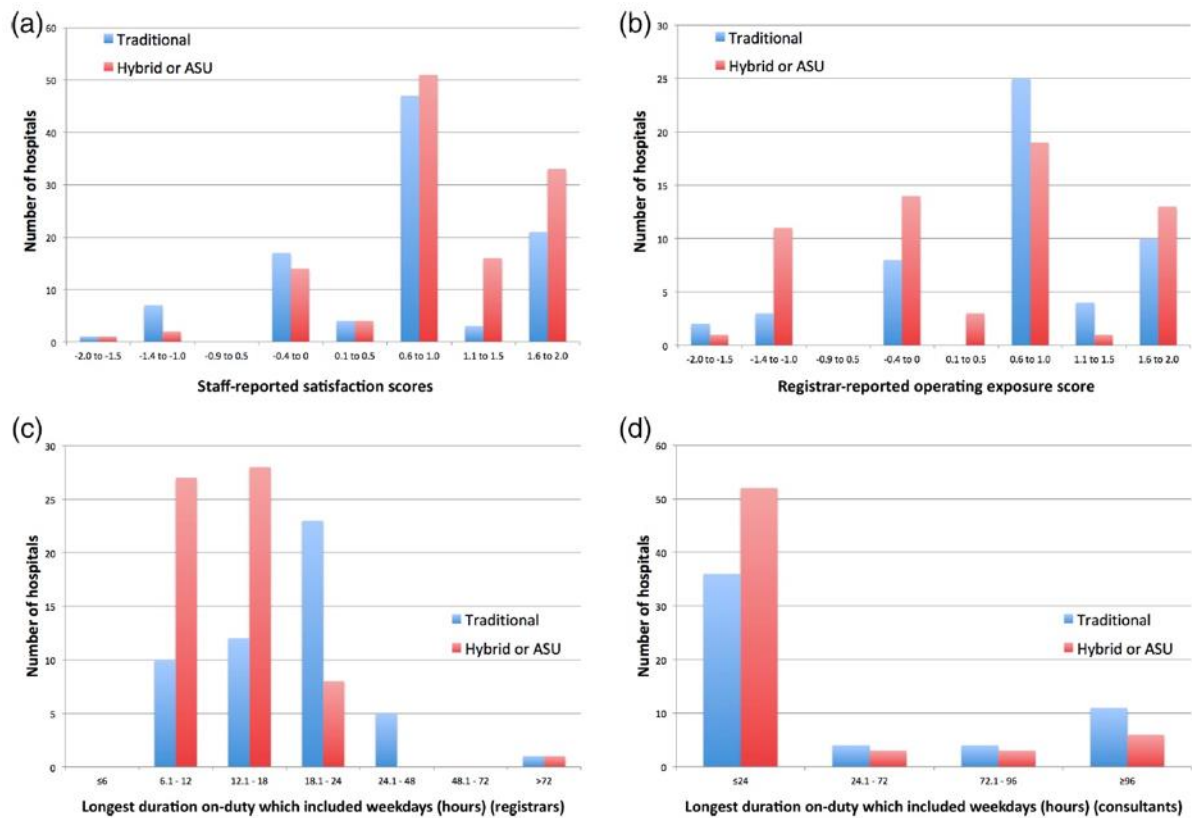 (a)
60
50
40
30
20
10
0
Number of hospitals
Traditional
Hybrid or ASU
-2.0 to -1.5 -1.4 to -1.0 -0.9 to 0.5 -0.4 to 0 0.1 to 0.5 0.6 to 1.0 1.1 to 1.5 1.6 to 2.0
Staff-reported satisfaction scores
(b)
30
25
20
15
10
5
0
Number of hospitals
Traditional
Hybrid or ASU
-2.0 to -1.5 -1.4 to -1.0 -0.9 to 0.5 -0.4 to 0 0.1 to 0.5 0.6 to 1.0 1.1 to 1.5 1.6 to 2.0
Registrar-reported operating exposure score
(c)
30
25
20
15
10
5
0
Number of hospitals
Traditional
Hybrid or ASU
≤6 6.1 - 12 12.1 - 18 18.1 - 24 24.1 - 48 48.1 - 72 >72
Longest duration on-duty which included weekdays (hours) (registrars)
(d)
60
50
40
30
20
10
0
Number of hospitals
Traditional
Hybrid or ASU
≤24 24.1 - 72 72.1 - 96 ≥96
Longest duration on-duty which included weekdays (hours) (consultants)